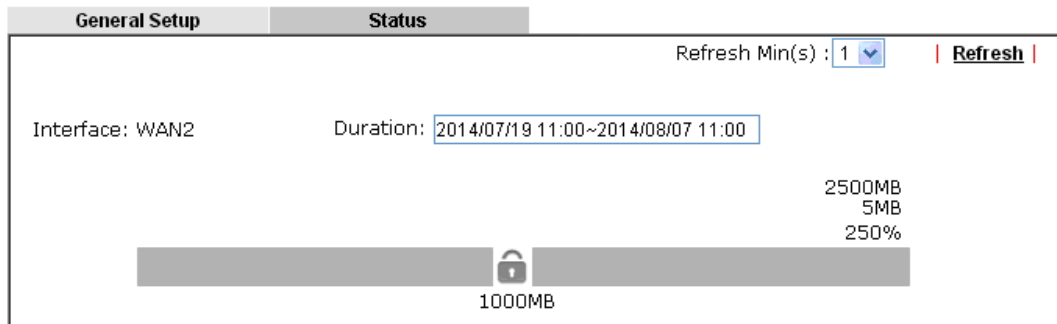 General Setup Status
Refresh Min(s) : 1 | Refresh |
Interface: WAN2 Duration: 2014/07/19 11:00~2014/08/07 11:00
2500MB
5MB
250%
1000MB